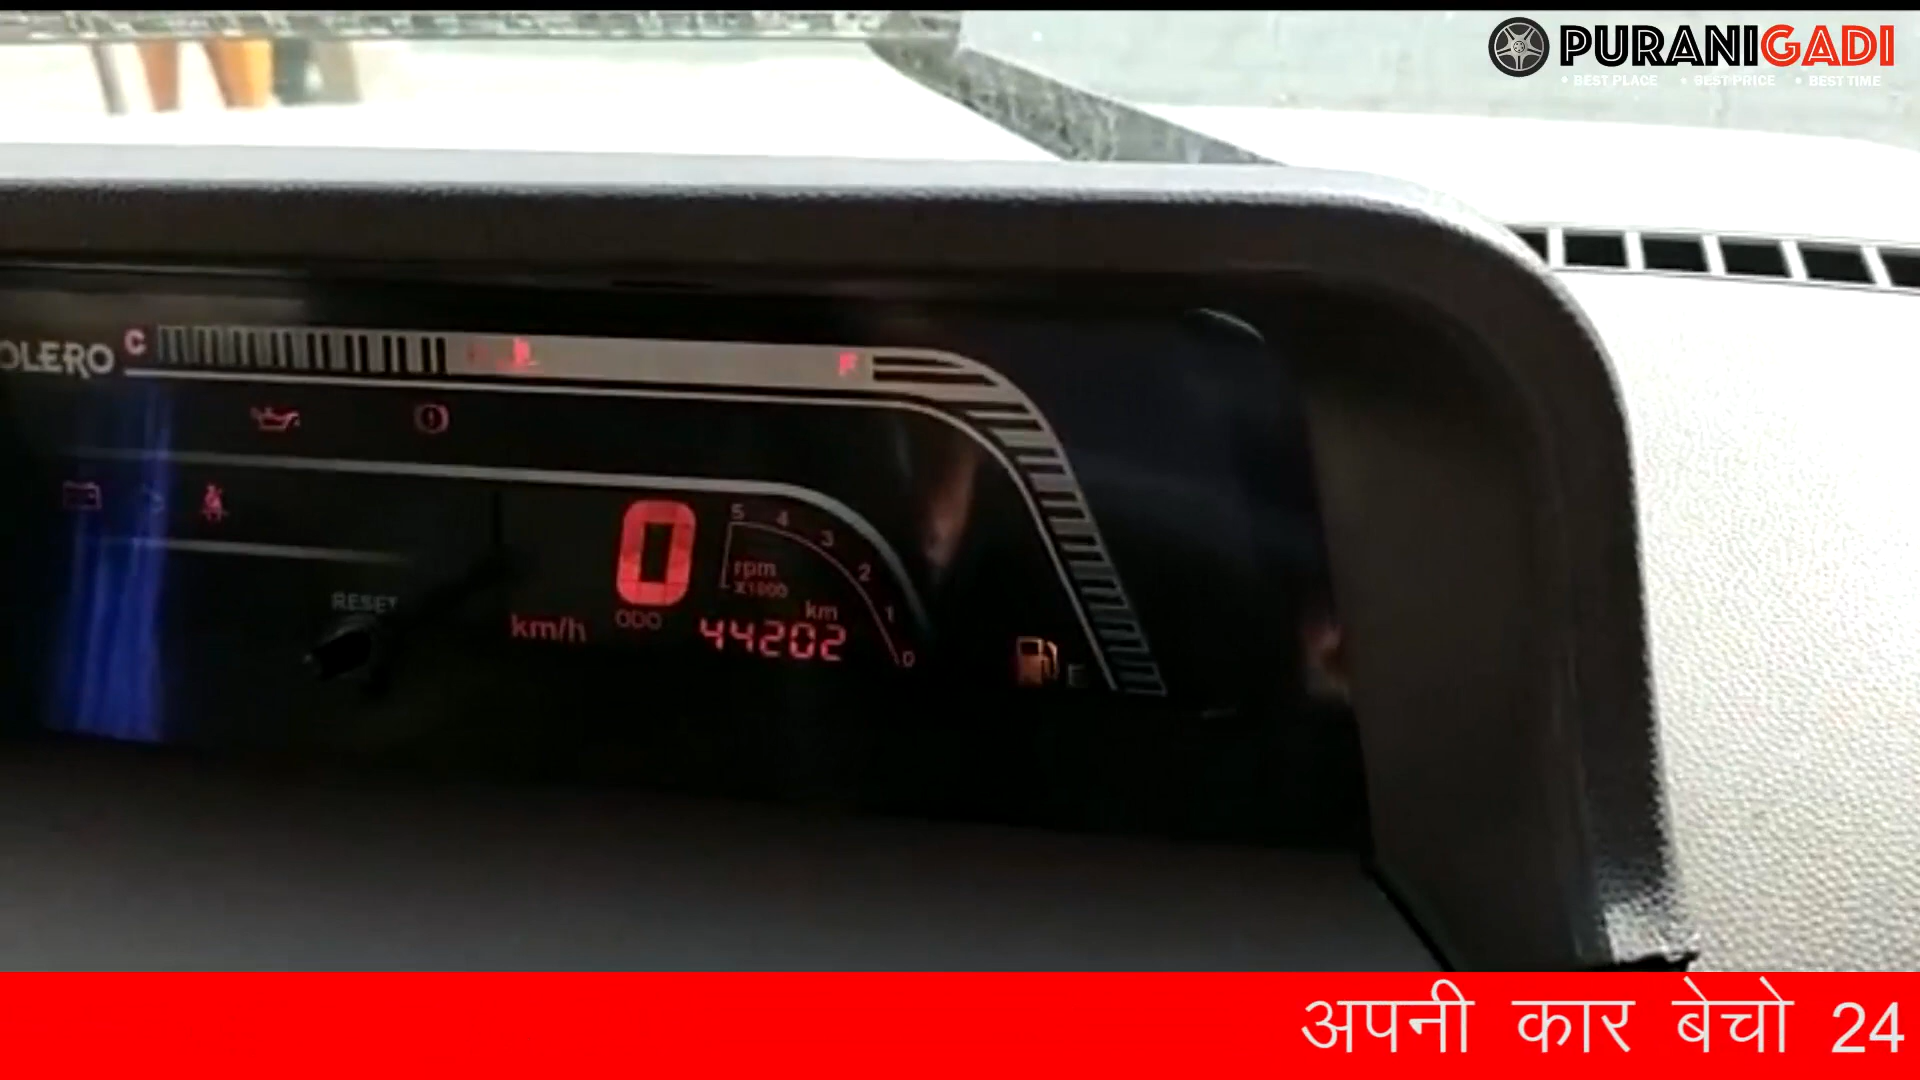 PURANIGADI
• BEST PLACE • BEST PRICE • BEST TIME
OLERO C
F
RESET
0
5 4 3 2 1 0
rpm
X1000
km/h
ODO
km
44202
अपनी कार बेचो 24